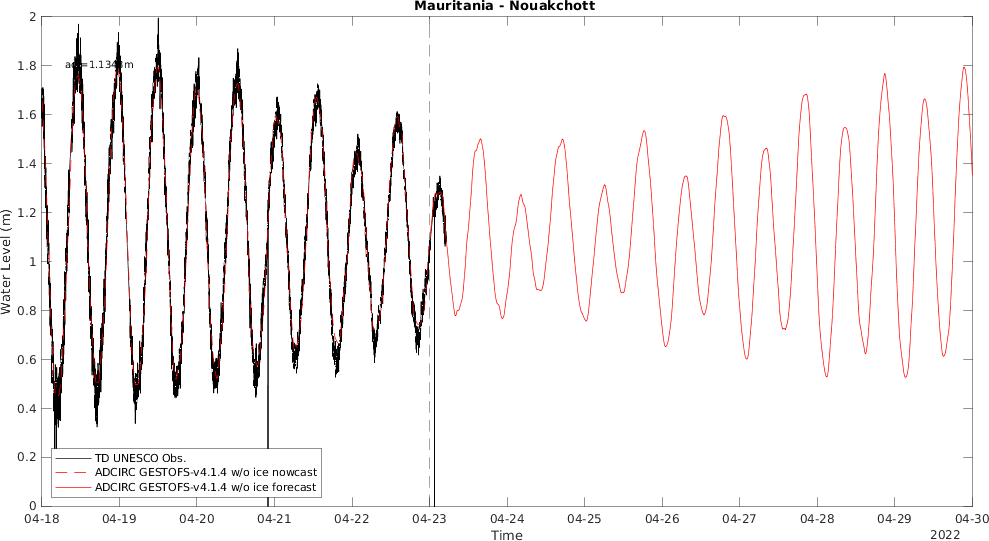 Mauritania - Nouakchott
2
1.8
1.6
1.4
1.2
1
0.8
0.6
0.4
0.2
0
Water Level (m)
TD UNESCO Obs.
ADCIRC GESTOFS-v4.1.4 w/o ice nowcast
ADCIRC GESTOFS-v4.1.4 w/o ice forecast
04-18 04-19 04-20 04-21 04-22 04-23 04-24 04-25 04-26 04-27 04-28 04-29 04-30
Time
2022